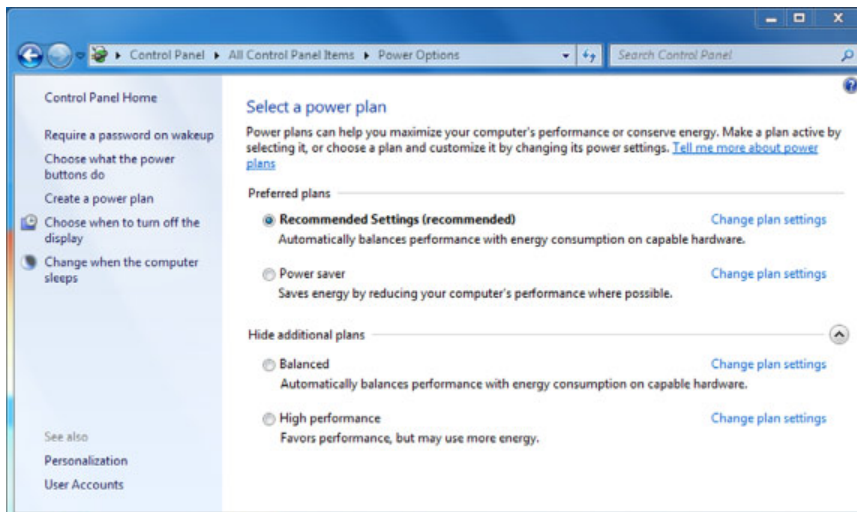 Control Panel ▸ All Control Panel Items ▸ Power Options
Search Control Panel
Control Panel Home
Require a password on wakeup
Choose what the power
buttons do
Create a power plan
Choose when to turn off the
display
Change when the computer
sleeps
See also
Personalization
User Accounts
Select a power plan
Power plans can help you maximize your computer's performance or conserve energy. Make a plan active by
selecting it, or choose a plan and customize it by changing its power settings. Tell me more about power
plans
Preferred plans
Recommended Settings (recommended) Change plan settings
Automatically balances performance with energy consumption on capable hardware.
Power saver Change plan settings
Saves energy by reducing your computer's performance where possible.
Hide additional plans
Balanced Change plan settings
Automatically balances performance with energy consumption on capable hardware.
High performance Change plan settings
Favors performance, but may use more energy.